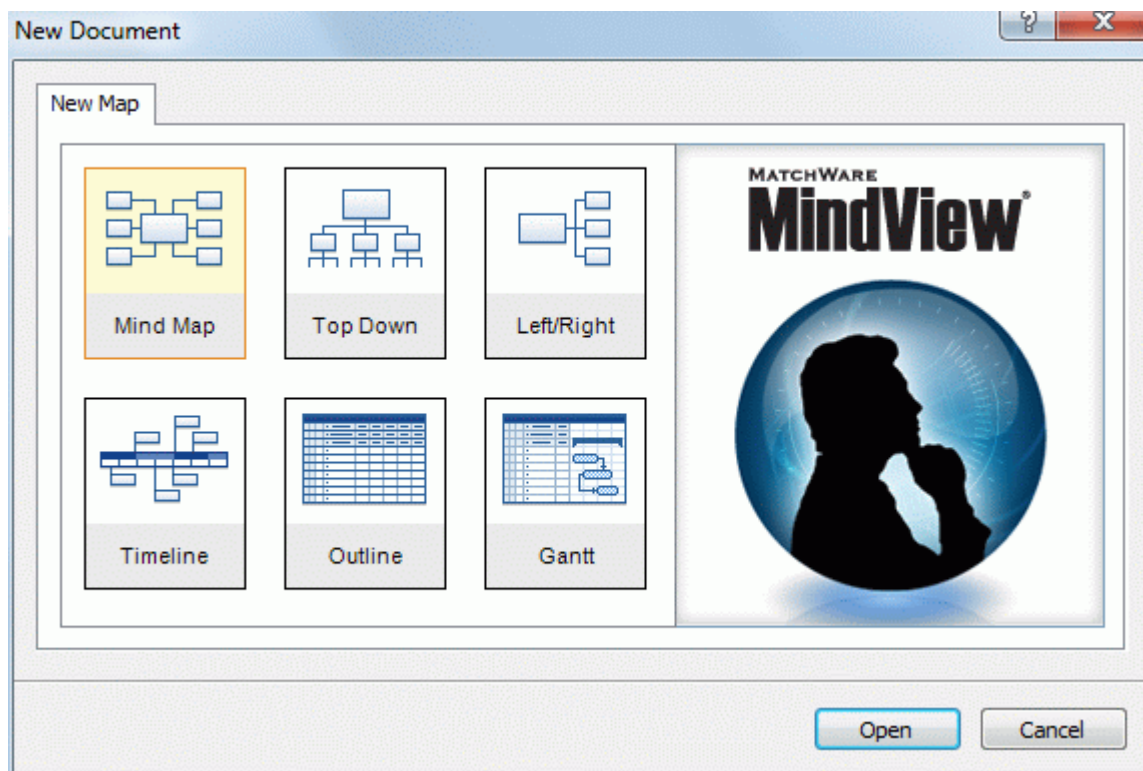 New Document
New Map
Mind Map
Top Down
Left/Right
Timeline
Outline
Gantt
MATCHWARE
MindView®
Open
Cancel